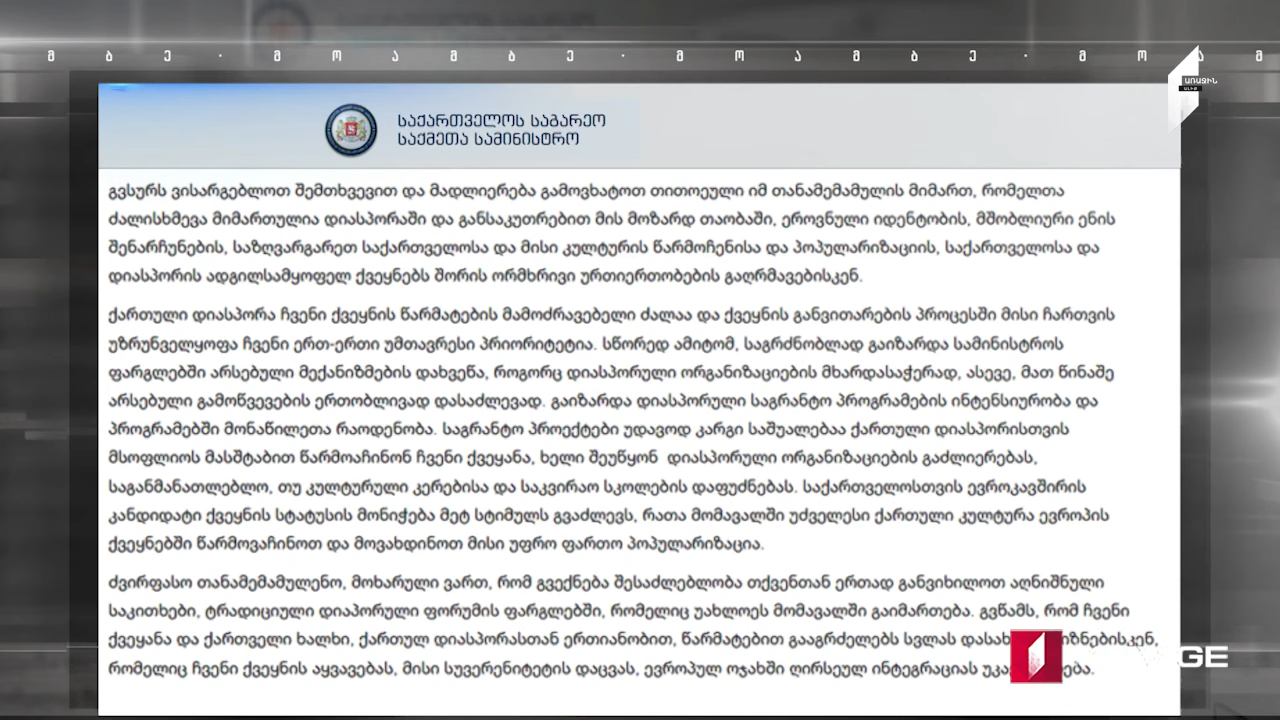 მ ბ ე · მ ო ა მ ბ ე · მ ო ა მ ბ ე · მ ო ა მ
ԱՌԱՋԻՆ
ԱԼԻՔ
საქართველოს საგარეო
საქმეთა სამინისტრო
გვსურს ვისარგებლოთ შემთხვევით და მადლიერება გამოვხატოთ თითოეული იმ თანამემამულის მიმართ, რომელთა
ძალისხმევა მიმართულია დიასპორაში და განსაკუთრებით მის მოზარდ თაობაში, ეროვნული იდენტობის, მშობლიური ენის
შენარჩუნების, საზღვარგარეთ საქართველოსა და მისი კულტურის წარმოჩენისა და პოპულარიზაციის, საქართველოსა და
დიასპორის ადგილსამყოფელ ქვეყნებს შორის ორმხრივი ურთიერთობების გაღრმავებისკენ.
ქართული დიასპორა ჩვენი ქვეყნის წარმატების მამოძრავებელი ძალაა და ქვეყნის განვითარების პროცესში მისი ჩართვის
უზრუნველყოფა ჩვენი ერთ-ერთი უმთავრესი პრიორიტეტია. სწორედ ამიტომ, საგრძნობლად გაიზარდა სამინისტროს
ფარგლებში არსებული მექანიზმების დახვეწა, როგორც დიასპორული ორგანიზაციების მხარდასაჭერად, ასევე, მათ წინაშე
არსებული გამოწვევების ერთობლივად დასაძლევად. გაიზარდა დიასპორული საგრანტო პროგრამების ინტენსიურობა და
პროგრამებში მონაწილეთა რაოდენობა. საგრანტო პროექტები უდავოდ კარგი საშუალებაა ქართული დიასპორისთვის
მსოფლიოს მასშტაბით წარმოაჩინონ ჩვენი ქვეყანა, ხელი შეუწყონ დიასპორული ორგანიზაციების გაძლიერებას,
საგანმანათლებლო, თუ კულტურული კერებისა და საკვირაო სკოლების დაფუძნებას. საქართველოსთვის ევროკავშირის
კანდიდატი ქვეყნის სტატუსის მონიჭება მეტ სტიმულს გვაძლევს, რათა მომავალში უძველესი ქართული კულტურა ევროპის
ქვეყნებში წარმოვაჩინოთ და მოვახდინოთ მისი უფრო ფართო პოპულარიზაცია.
ძვირფასო თანამემამულენო, მოხარული ვართ, რომ გვექნება შესაძლებლობა თქვენთან ერთად განვიხილოთ აღნიშნული
საკითხები, ტრადიციული დიაპორული ფორუმის ფარგლებში, რომელიც უახლოეს მომავალში გაიმართება. გვწამს, რომ ჩვენი
ქვეყანა და ქართველი ხალხი, ქართულ დიასპორასთან ერთიანობით, წარმატებით გააგრძელებს სვლას
რომელიც ჩვენი ქვეყნის აყვავებას, მისი სუვერენიტეტის დაცვას, ევროპულ ოჯახში ღირსეულ ინტეგრაციას